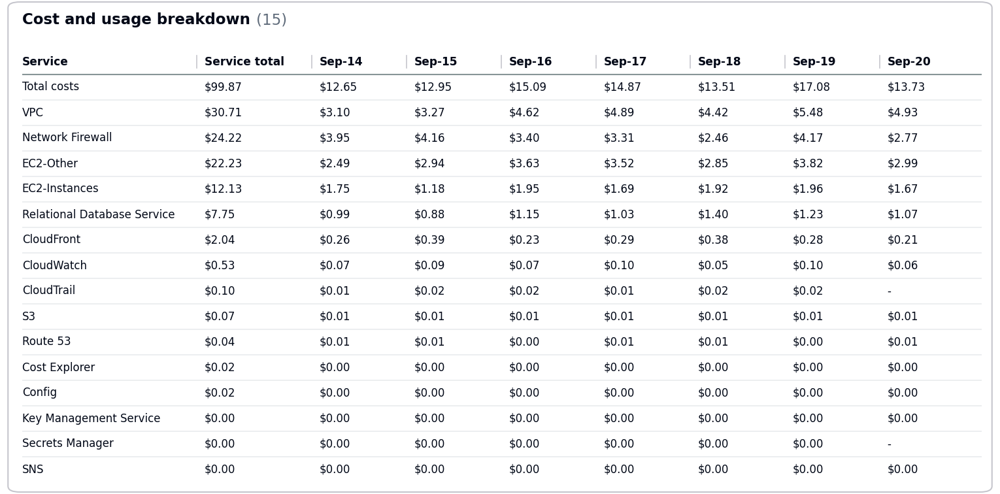 Cost and usage breakdown (15)
Service Service total Sep-14 Sep-15 Sep-16 Sep-17 Sep-18 Sep-19 Sep-20
Total costs $99.87 $12.65 $12.95 $15.09 $14.87 $13.51 $17.08 $13.73
VPC $30.71 $3.10 $3.27 $4.62 $4.89 $4.42 $5.48 $4.93
Network Firewall $24.22 $3.95 $4.16 $3.40 $3.31 $2.46 $4.17 $2.77
EC2-Other $22.23 $2.49 $2.94 $3.63 $3.52 $2.85 $3.82 $2.99
EC2-Instances $12.13 $1.75 $1.18 $1.95 $1.69 $1.92 $1.96 $1.67
Relational Database Service $7.75 $0.99 $0.88 $1.15 $1.03 $1.40 $1.23 $1.07
CloudFront $2.04 $0.26 $0.39 $0.23 $0.29 $0.38 $0.28 $0.21
CloudWatch $0.53 $0.07 $0.09 $0.07 $0.10 $0.05 $0.10 $0.06
CloudTrail $0.10 $0.01 $0.02 $0.02 $0.01 $0.02 $0.02 -
S3 $0.07 $0.01 $0.01 $0.01 $0.01 $0.01 $0.01 $0.01
Route 53 $0.04 $0.01 $0.01 $0.00 $0.01 $0.01 $0.00 $0.01
Cost Explorer $0.02 $0.00 $0.00 $0.00 $0.00 $0.00 $0.00 $0.00
Config $0.02 $0.00 $0.00 $0.00 $0.00 $0.00 $0.00 $0.00
Key Management Service $0.00 $0.00 $0.00 $0.00 $0.00 $0.00 $0.00 $0.00
Secrets Manager $0.00 $0.00 $0.00 $0.00 $0.00 $0.00 $0.00 -
SNS $0.00 $0.00 $0.00 $0.00 $0.00 $0.00 $0.00 $0.00